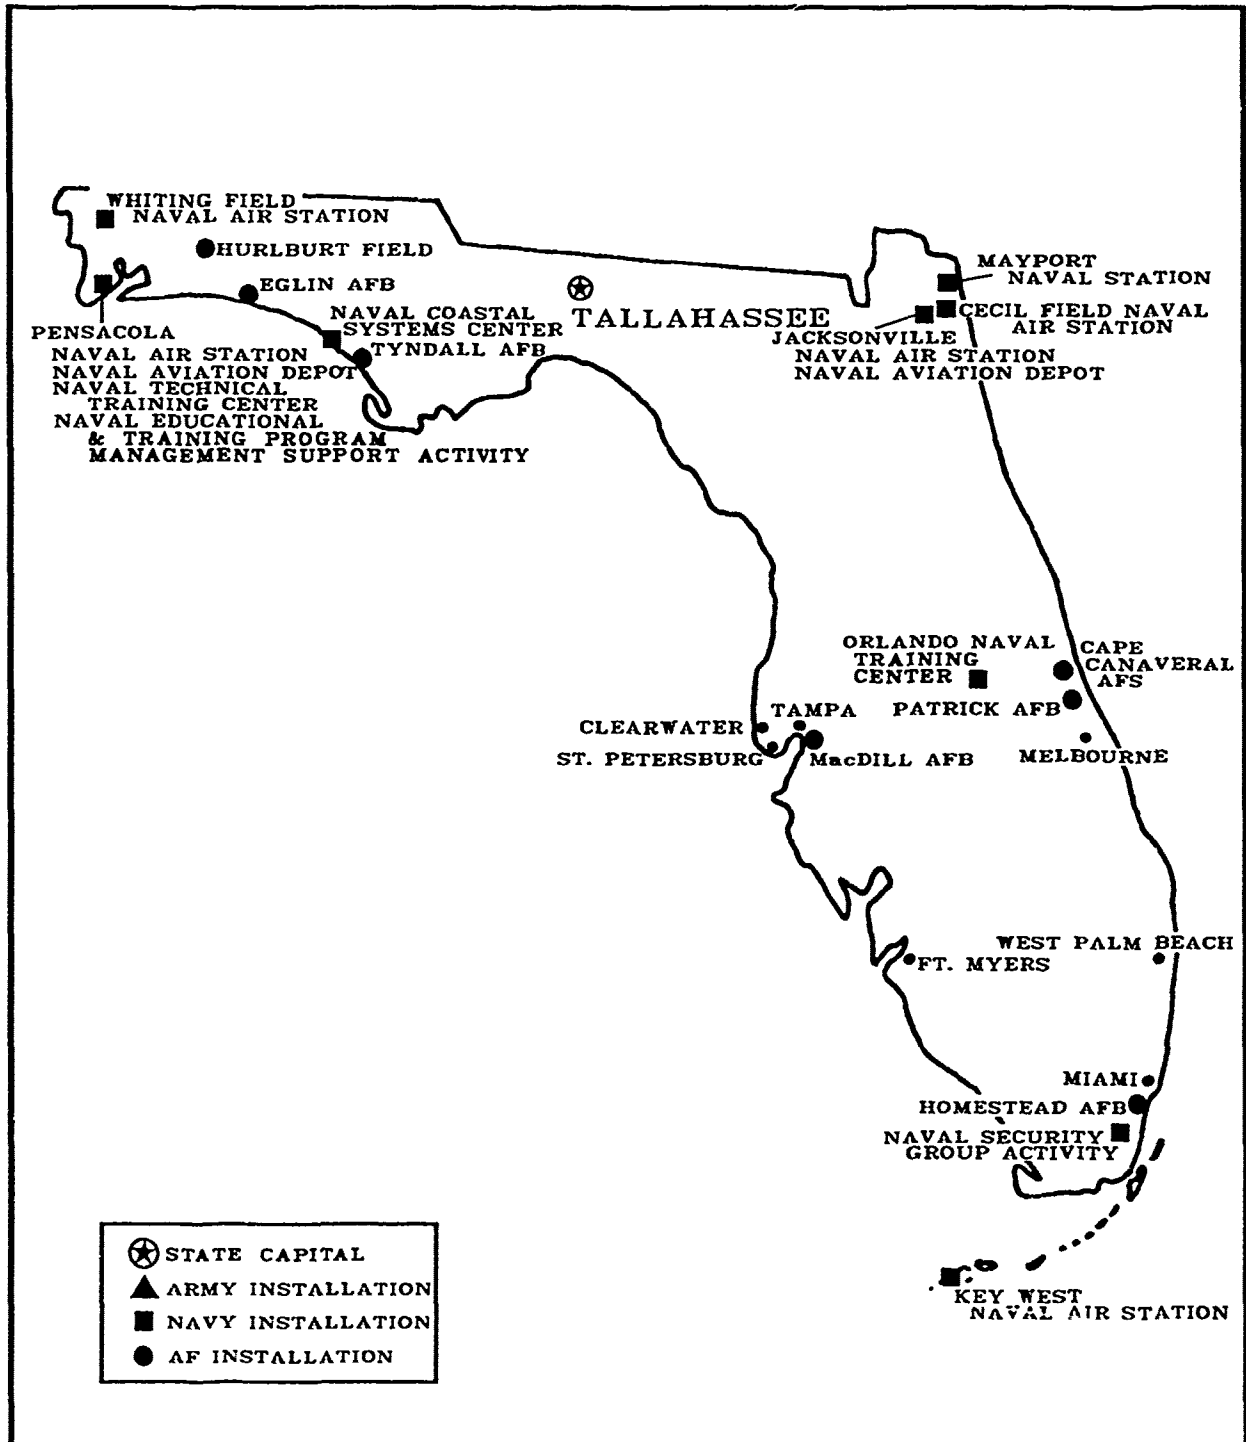 WHITING FIELD
NAVAL AIR STATION
HURLBURT FIELD
EGLIN AFB
PENSACOLA
NAVAL AIR STATION
NAVAL AVIATION DEPOT
NAVAL TECHNICAL
TRAINING CENTER
NAVAL EDUCATIONAL
& TRAINING PROGRAM
MANAGEMENT SUPPORT ACTIVITY
NAVAL COASTAL
SYSTEMS CENTER
TYNDALL AFB
TALLAHASSEE
MAYPORT
NAVAL STATION
CECIL FIELD NAVAL
AIR STATION
JACKSONVILLE
NAVAL AIR STATION
NAVAL AVIATION DEPOT
ORLANDO NAVAL
TRAINING
CENTER
CAPE
CANAVERAL
AFS
PATRICK AFB
TAMPA
CLEARWATER
ST. PETERSBURG
MacDILL AFB
MELBOURNE
WEST PALM BEACH
FT. MYERS
MIAMI
HOMESTEAD AFB
NAVAL SECURITY
GROUP ACTIVITY
KEY WEST
NAVAL AIR STATION
STATE CAPITAL
ARMY INSTALLATION
NAVY INSTALLATION
AF INSTALLATION